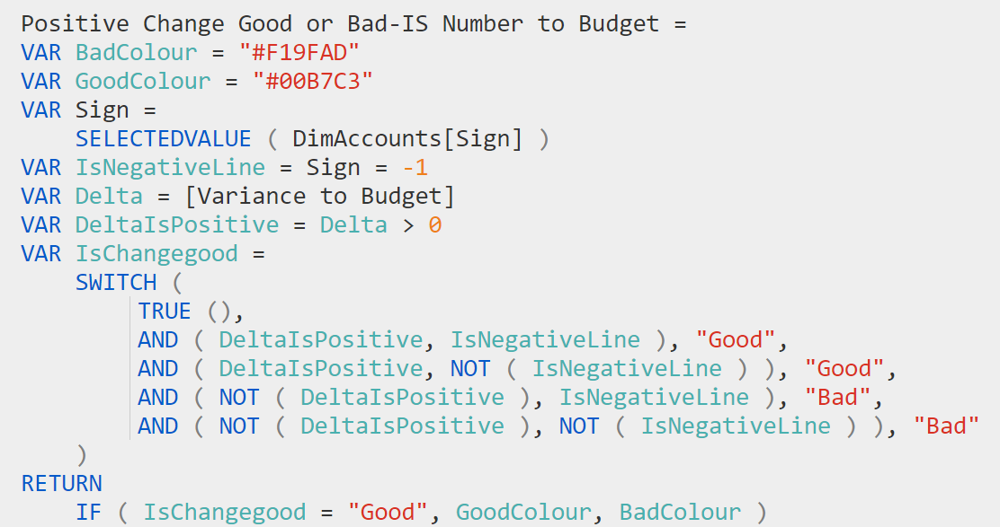 Positive Change Good or Bad-IS Number to Budget =
VAR BadColour = "#F19FAD"
VAR GoodColour = "#00B7C3"
VAR Sign =
    SELECTEDVALUE ( DimAccounts[Sign] )
VAR IsNegativeLine = Sign = -1
VAR Delta = [Variance to Budget]
VAR DeltaIsPositive = Delta > 0
VAR IsChangegood =
    SWITCH (
        TRUE (),
        AND ( DeltaIsPositive, IsNegativeLine ), "Good",
        AND ( DeltaIsPositive, NOT ( IsNegativeLine ) ), "Good",
        AND ( NOT ( DeltaIsPositive ), IsNegativeLine ), "Bad",
        AND ( NOT ( DeltaIsPositive ), NOT ( IsNegativeLine ) ), "Bad"
    )
RETURN
    IF ( IsChangegood = "Good", GoodColour, BadColour )